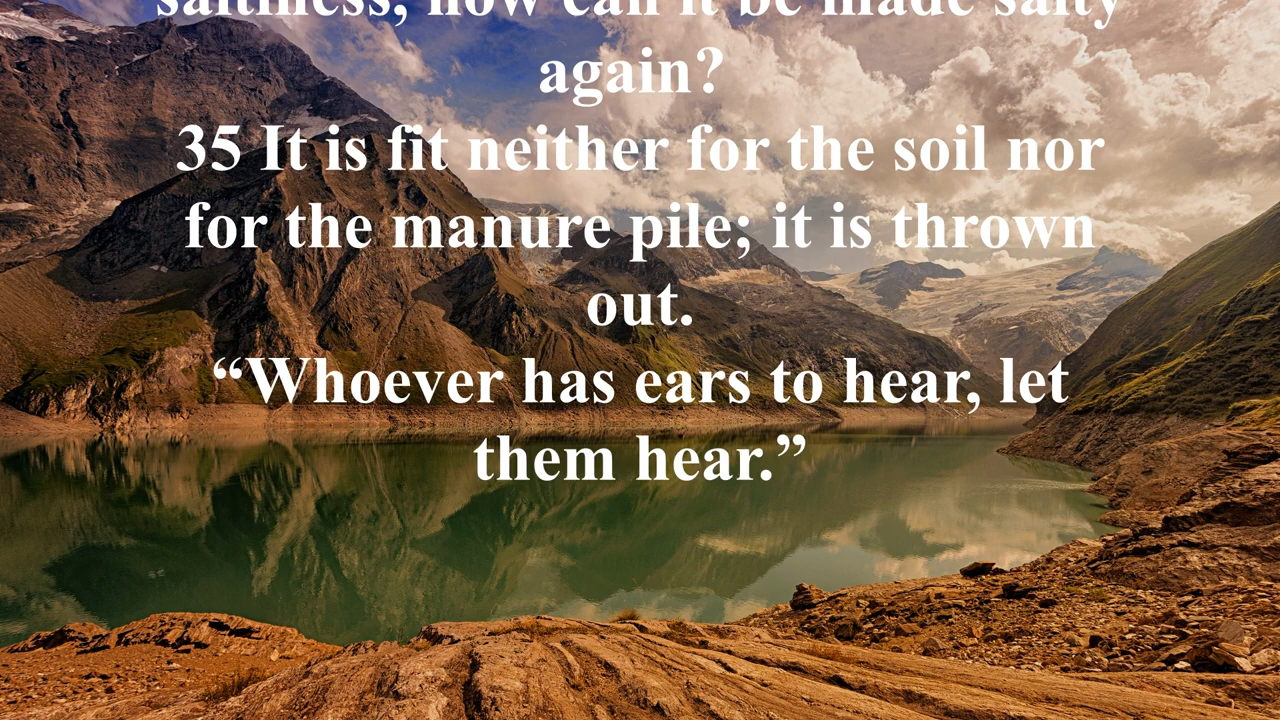 saltiness, how can it be made salty
again?
35 It is fit neither for the soil nor
for the manure pile; it is thrown
out.
“Whoever has ears to hear, let
them hear.”